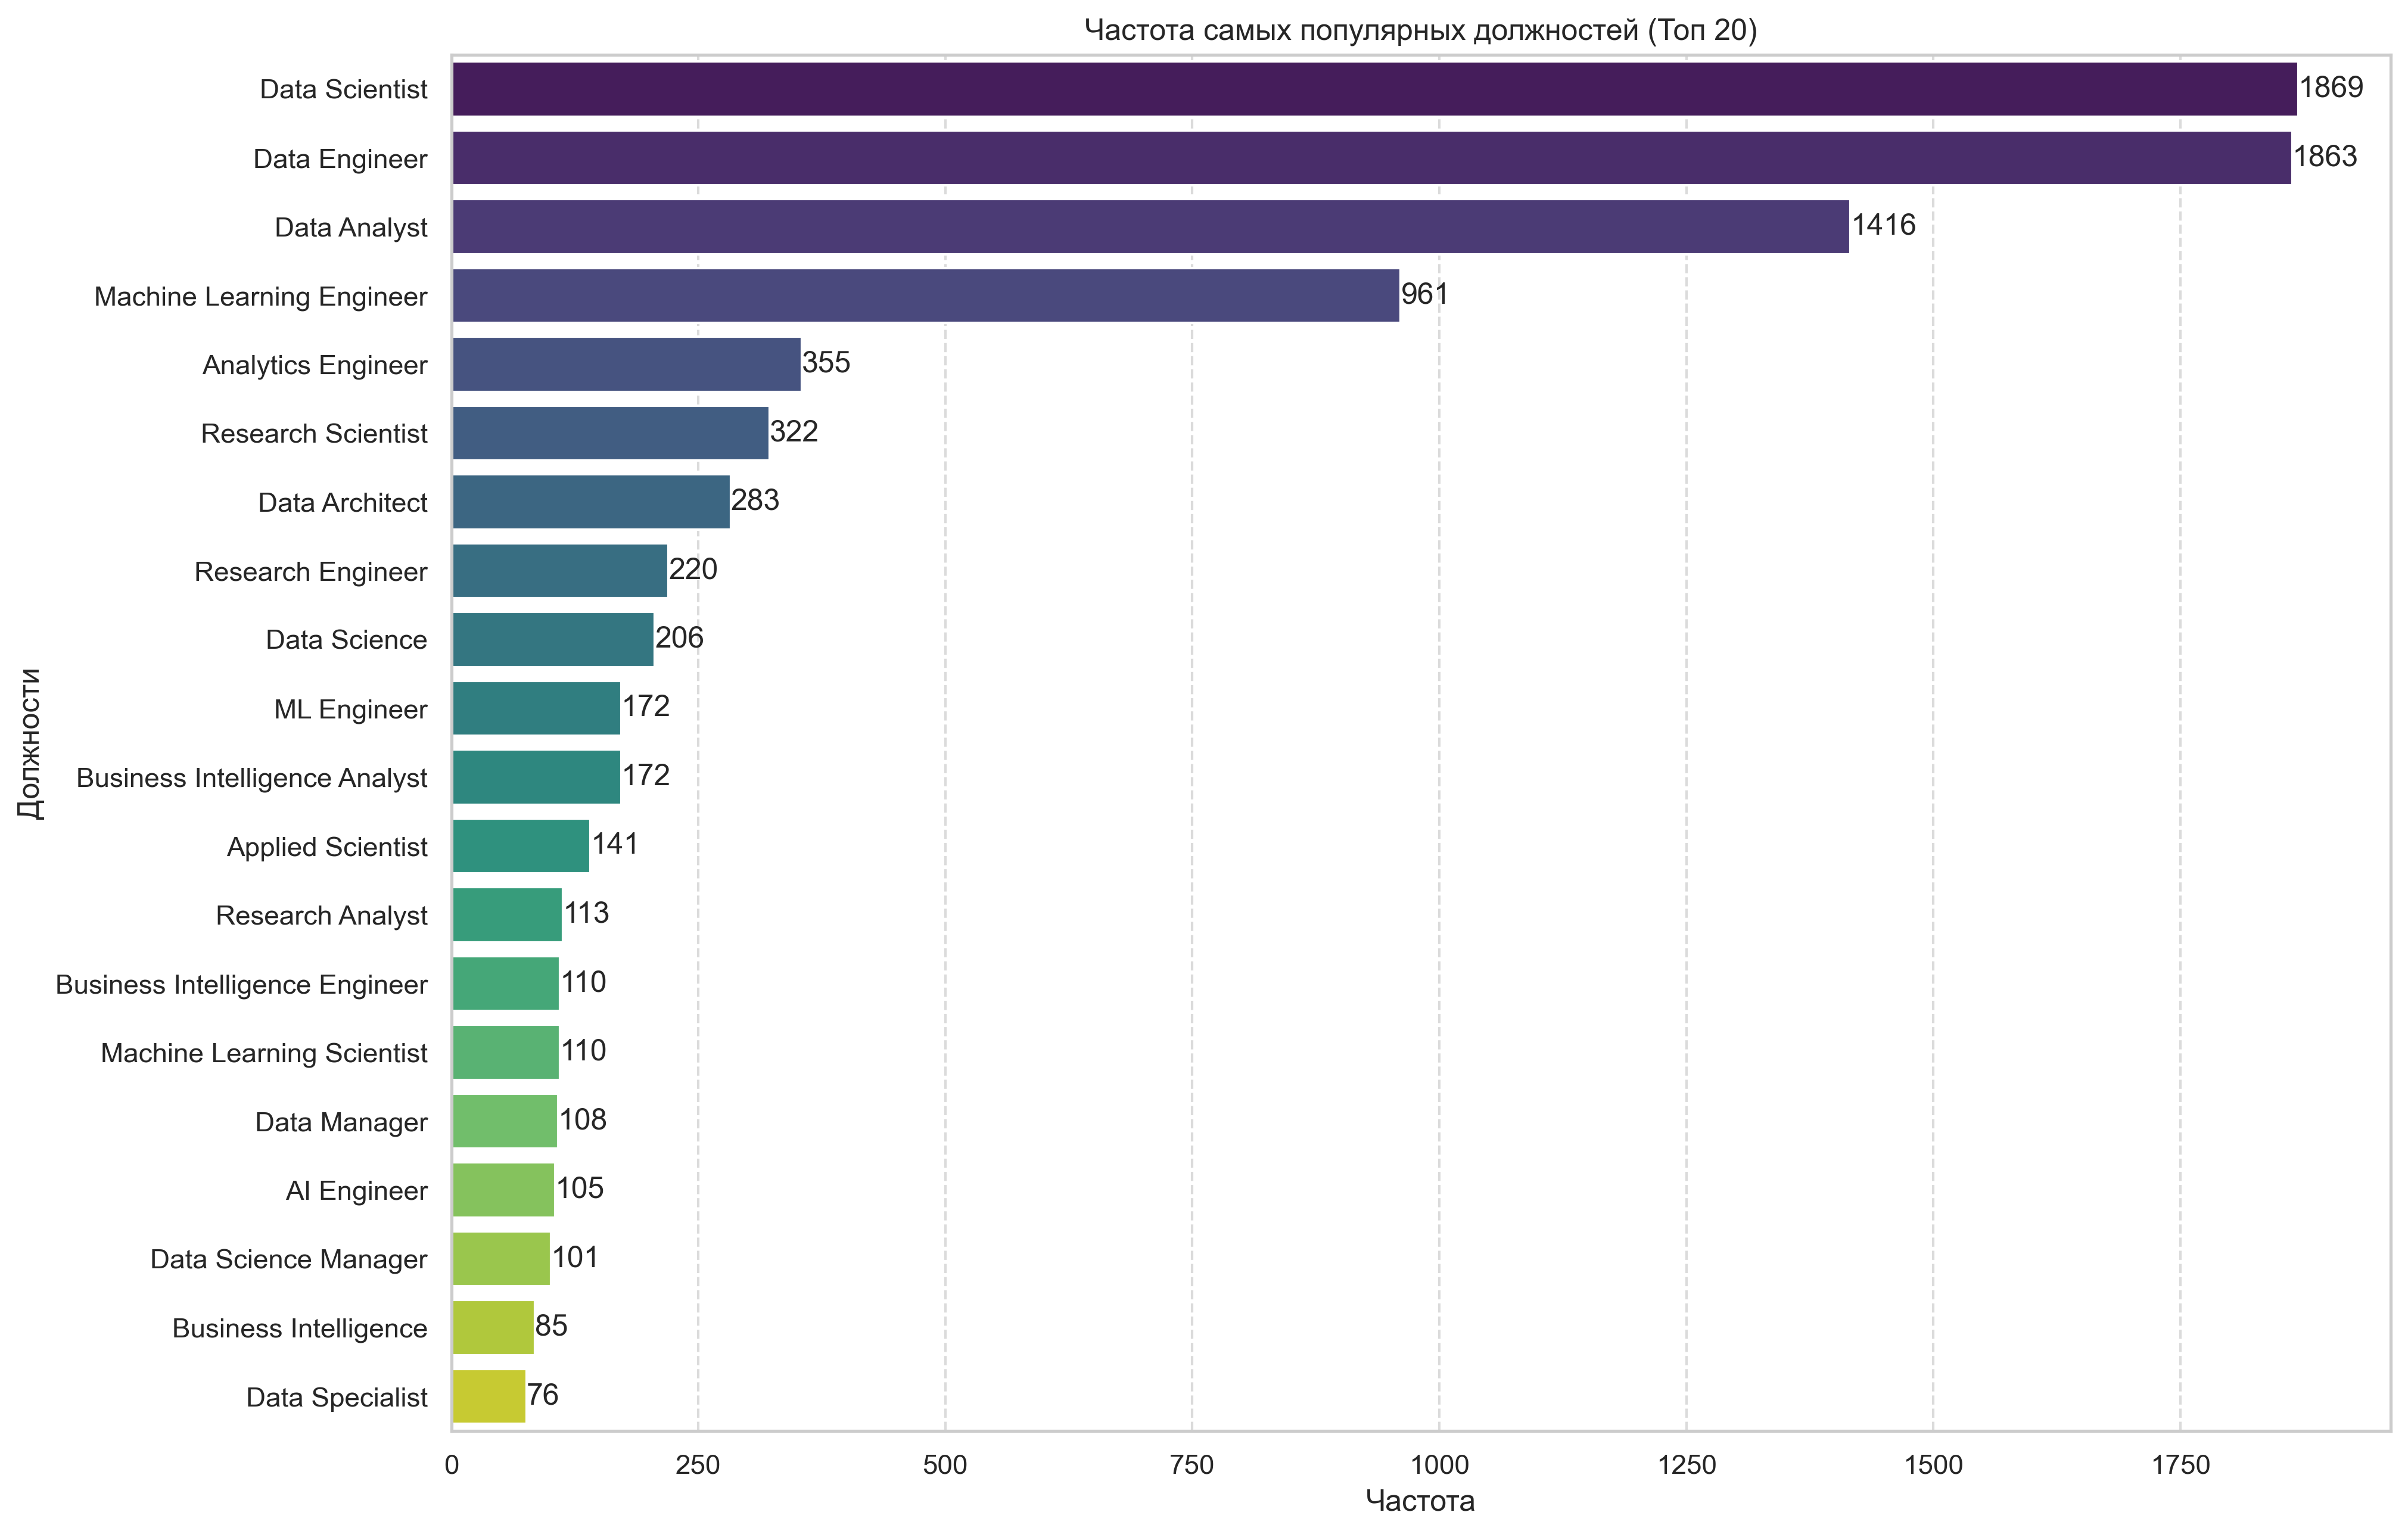 Частота самых популярных должностей (Топ 20)
Должности
Data Scientist 1869
Data Engineer 1863
Data Analyst 1416
Machine Learning Engineer 961
Analytics Engineer 355
Research Scientist 322
Data Architect 283
Research Engineer 220
Data Science 206
ML Engineer 172
Business Intelligence Analyst 172
Applied Scientist 141
Research Analyst 113
Business Intelligence Engineer 110
Machine Learning Scientist 110
Data Manager 108
AI Engineer 105
Data Science Manager 101
Business Intelligence 85
Data Specialist 76
0 250 500 750 1000 1250 1500 1750
Частота